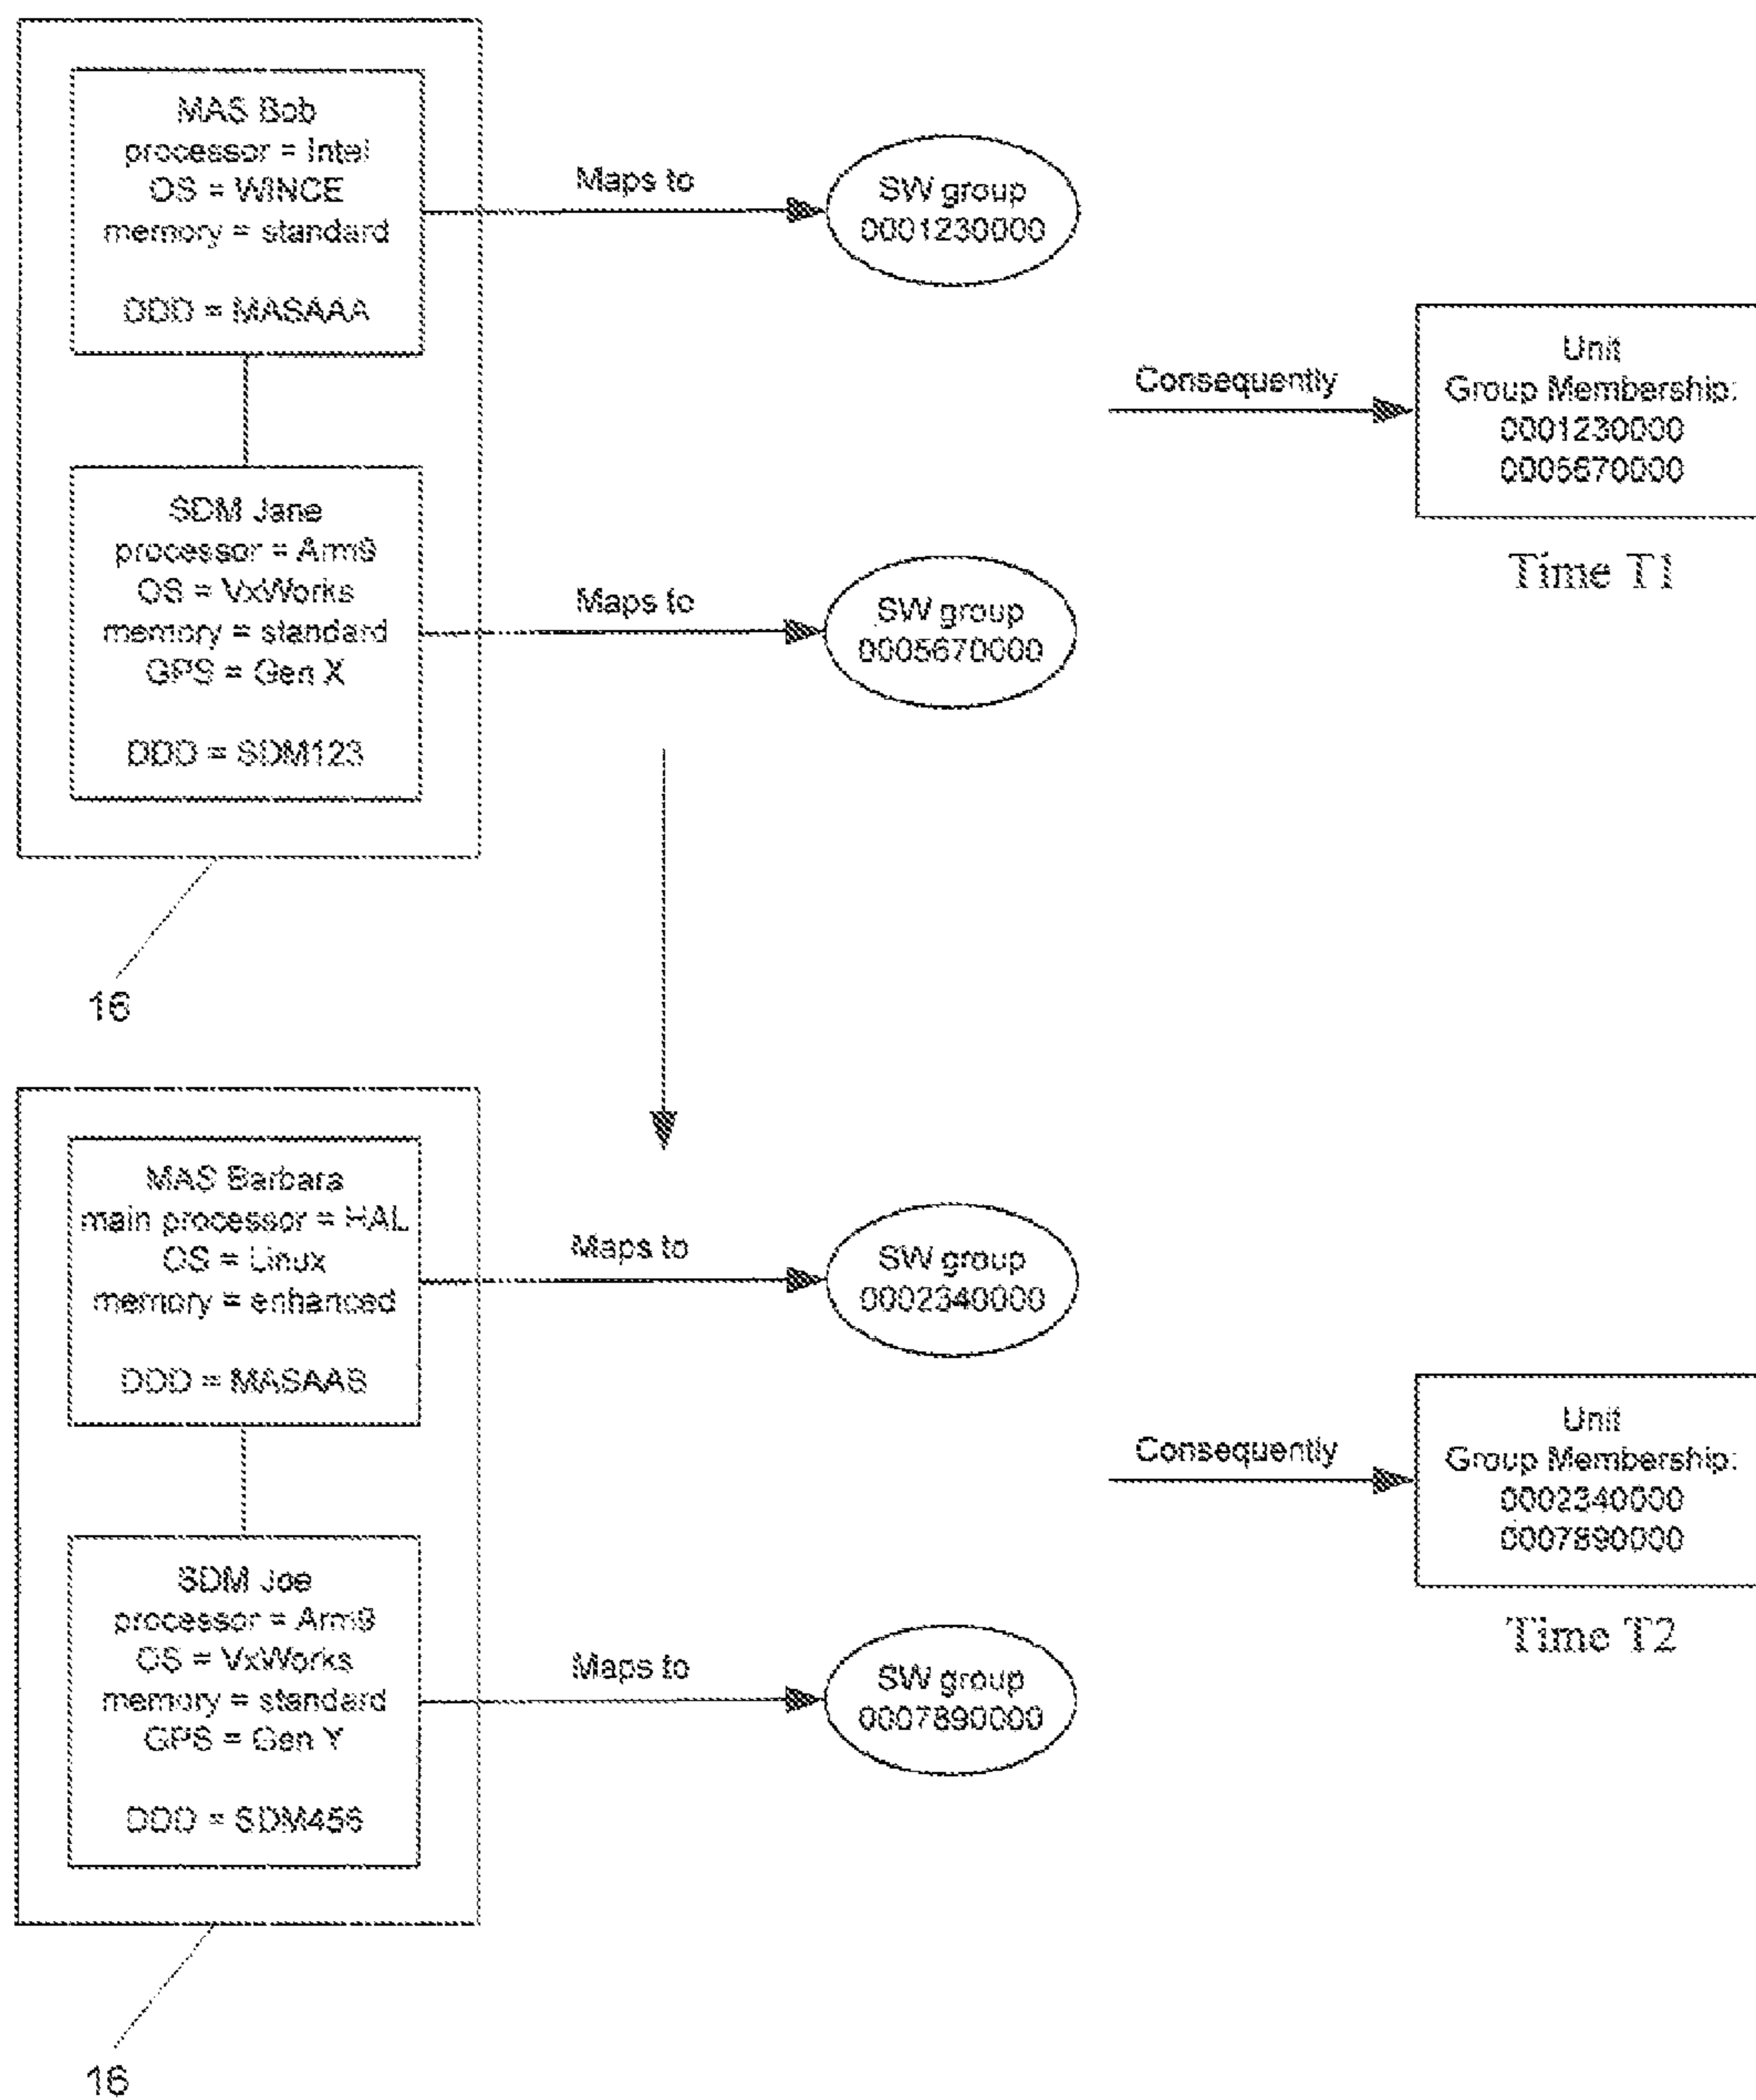 MAS Bob
processor = Intel
OS = WINCE
memory = standard
DDD = MASAAA
Maps to
SW group
0001230000
Consequently
Unit
Group Membership:
0001230000
0005670000
Time T1
SDM Jane
processor = Arm9
OS = VxWorks
memory = standard
GPS = Gen X
DDD = SDM123
Maps to
SW group
0005670000
16
MAS Barbara
main processor = HAL
OS = Linux
memory = enhanced
DDD =
Maps to
SW group
0002340000
Consequently
Unit
Group Membership:
0002340000
0007890000
Time T2
SDM Joe
processor = Arm9
OS = VxWorks
memory = standard
GPS = Gen Y
DDD = SDM456
Maps to
SW group
0007890000
16